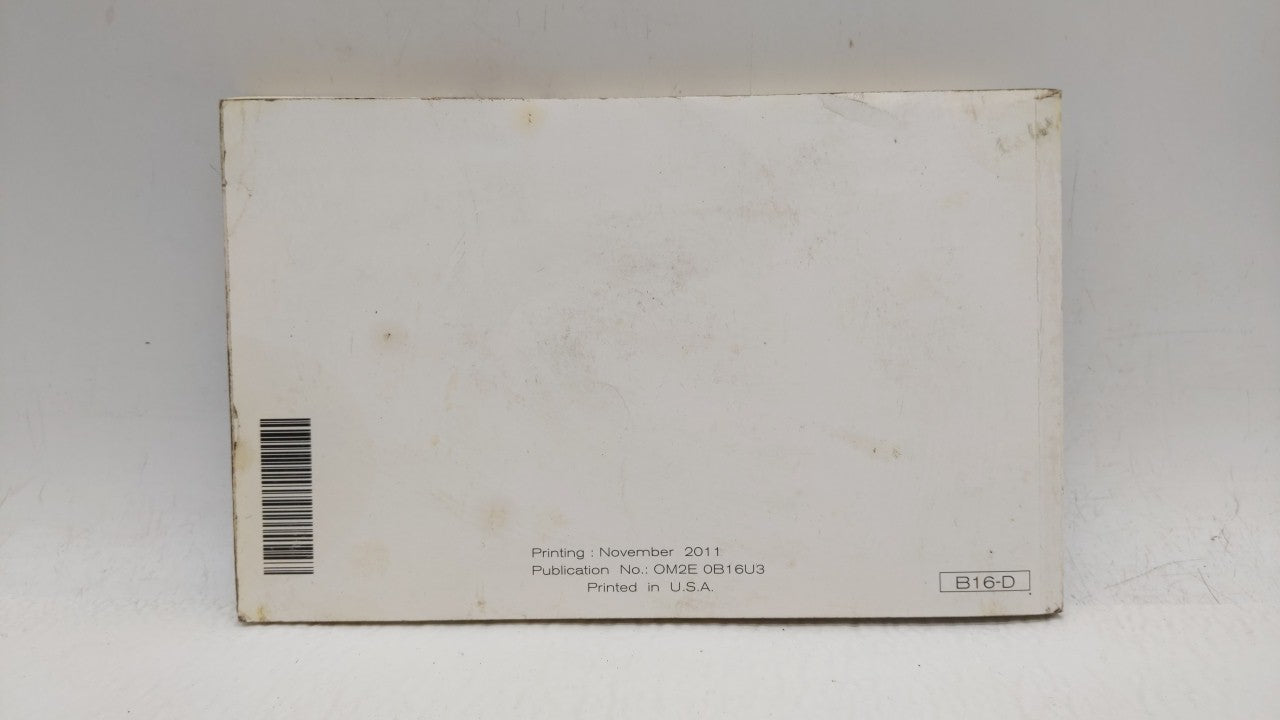 Printing : November 2011
Publication No.: OM2E 0B16U3
Printed in U.S.A.
B16-D